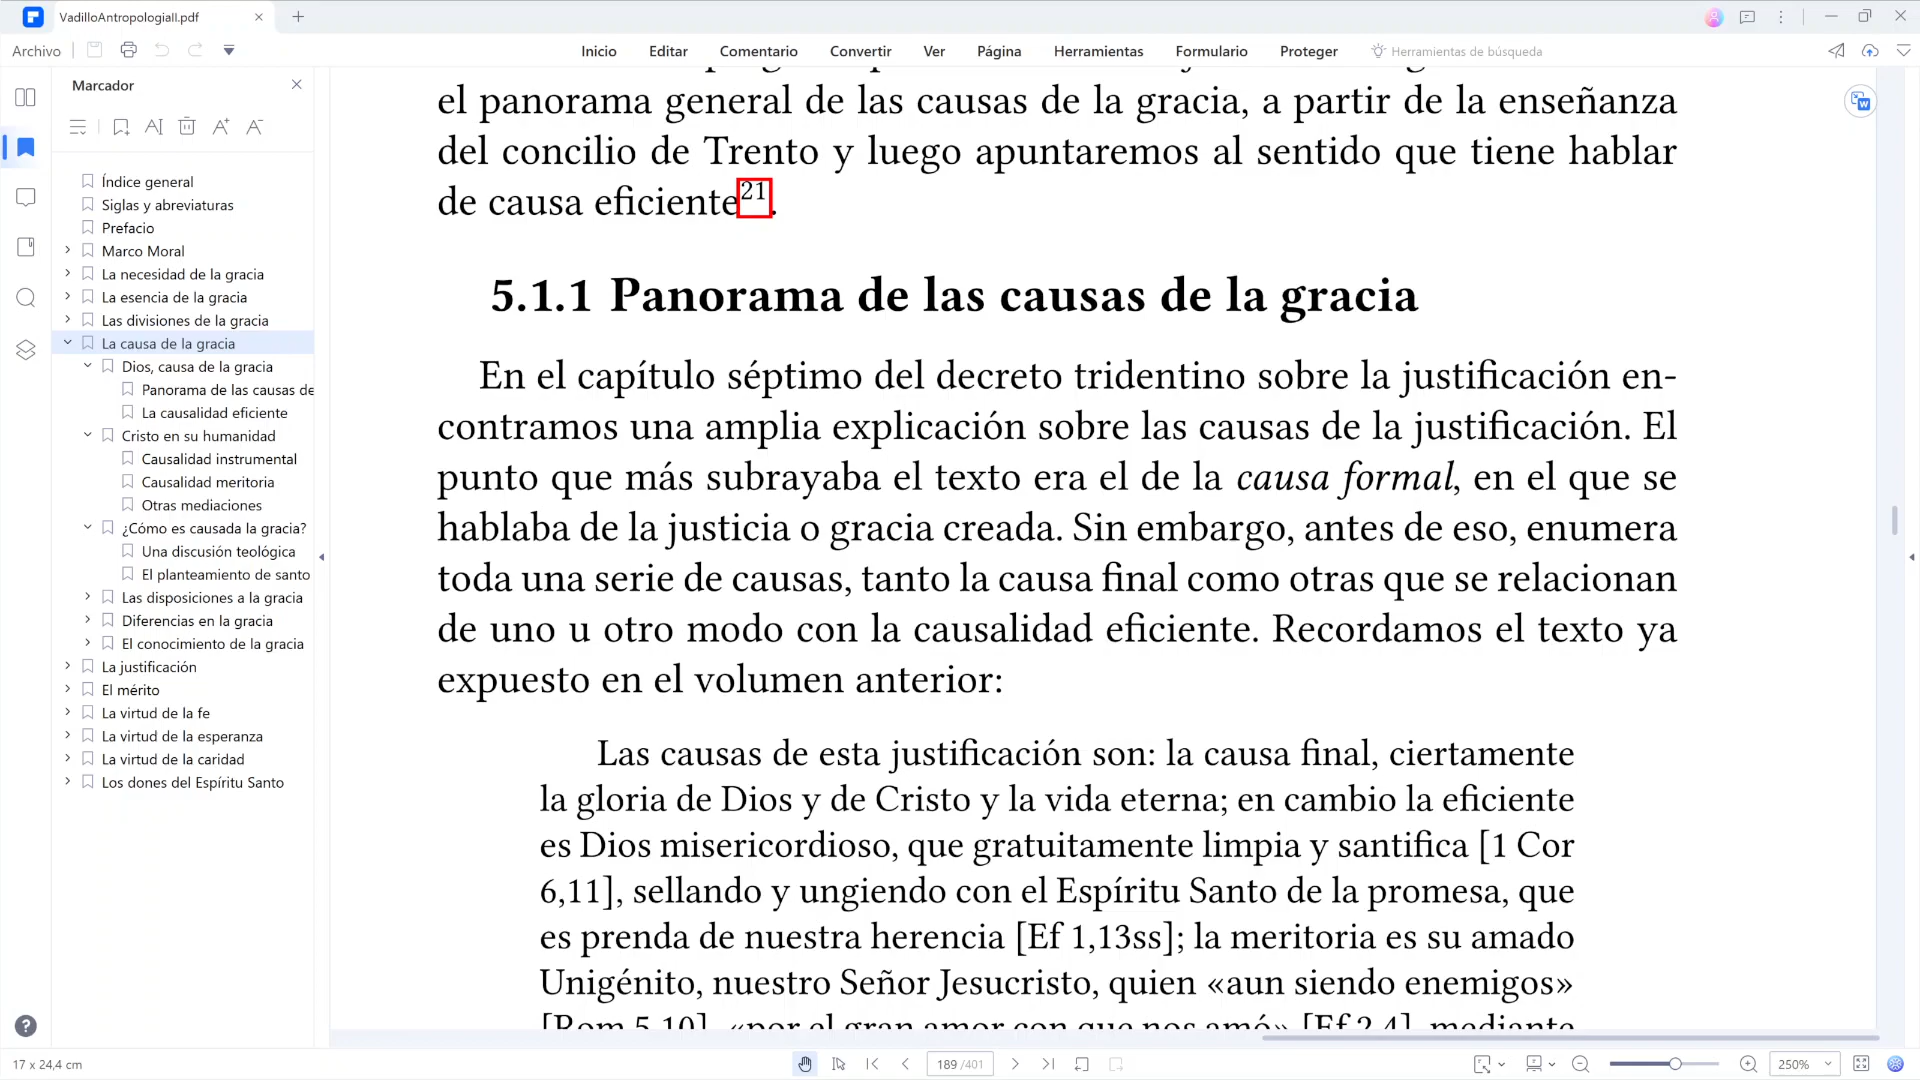 VadilloAntropologiaII.pdf
Archivo
Inicio
Editar
Comentario
Convertir
Ver
Página
Herramientas
Formulario
Proteger
Herramientas de búsqueda
Marcador
Índice general
Siglas y abreviaturas
Prefacio
Marco Moral
La necesidad de la gracia
La esencia de la gracia
Las divisiones de la gracia
La causa de la gracia
Dios, causa de la gracia
Panorama de las causas de
La causalidad eficiente
Cristo en su humanidad
Causalidad instrumental
Causalidad meritoria
Otras mediaciones
¿Cómo es causada la gracia?
Una discusión teológica
El planteamiento de santo
Las disposiciones a la gracia
Diferencias en la gracia
El conocimiento de la gracia
La justificación
El mérito
La virtud de la fe
La virtud de la esperanza
La virtud de la caridad
Los dones del Espíritu Santo
el panorama general de las causas de la gracia, a partir de la enseñanza
del concilio de Trento y luego apuntaremos al sentido que tiene hablar
de causa eficiente21.
5.1.1 Panorama de las causas de la gracia
En el capítulo séptimo del decreto tridentino sobre la justificación en-
contramos una amplia explicación sobre las causas de la justificación. El
punto que más subrayaba el texto era el de la causa formal, en el que se
hablaba de la justicia o gracia creada. Sin embargo, antes de eso, enumera
toda una serie de causas, tanto la causa final como otras que se relacionan
de uno u otro modo con la causalidad eficiente. Recordamos el texto ya
expuesto en el volumen anterior:
Las causas de esta justificación son: la causa final, ciertamente
la gloria de Dios y de Cristo y la vida eterna; en cambio la eficiente
es Dios misericordioso, que gratuitamente limpia y santifica [1 Cor
6,11], sellando y ungiendo con el Espíritu Santo de la promesa, que
es prenda de nuestra herencia [Ef 1,13ss]; la meritoria es su amado
Unigénito, nuestro Señor Jesucristo, quien «aun siendo enemigos»
[Rom 5,10], «por el gran amor con que nos amó» [Ef 2,4], mediante
17 x 24,4 cm
189 /401
250%